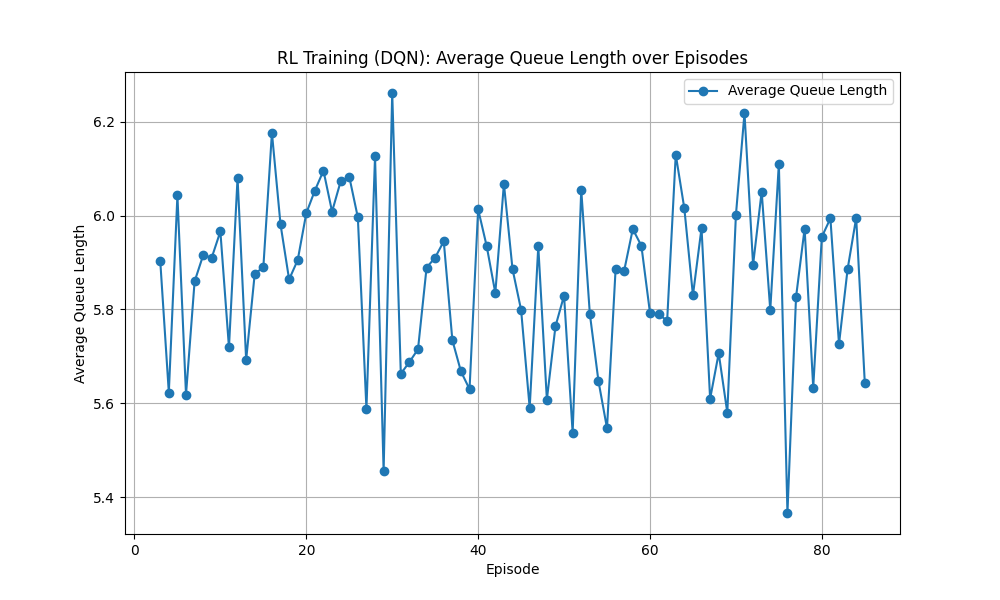 RL Training (DQN): Average Queue Length over Episodes
Average Queue Length
6.2
6.0
5.8
5.6
5.4
Average Queue Length
0 20 40 60 80
Episode